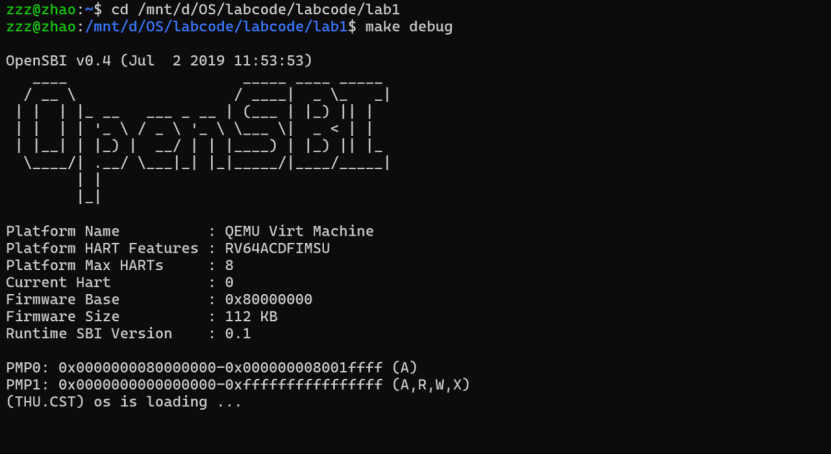 zzz@zhao:~$ cd /mnt/d/OS/labcode/labcode/lab1
zzz@zhao:/mnt/d/OS/labcode/labcode/lab1$ make debug
OpenSBI v0.4 (Jul  2 2019 11:53:53)
OpenSBI
Platform Name          : QEMU Virt Machine
Platform HART Features : RV64ACDFIMSU
Platform Max HARTs     : 8
Current Hart           : 0
Firmware Base          : 0x80000000
Firmware Size          : 112 KB
Runtime SBI Version    : 0.1
PMP0: 0x0000000080000000-0x000000008001ffff (A)
PMP1: 0x0000000000000000-0xffffffffffffffff (A,R,W,X)
(THU.CST) os is loading ...